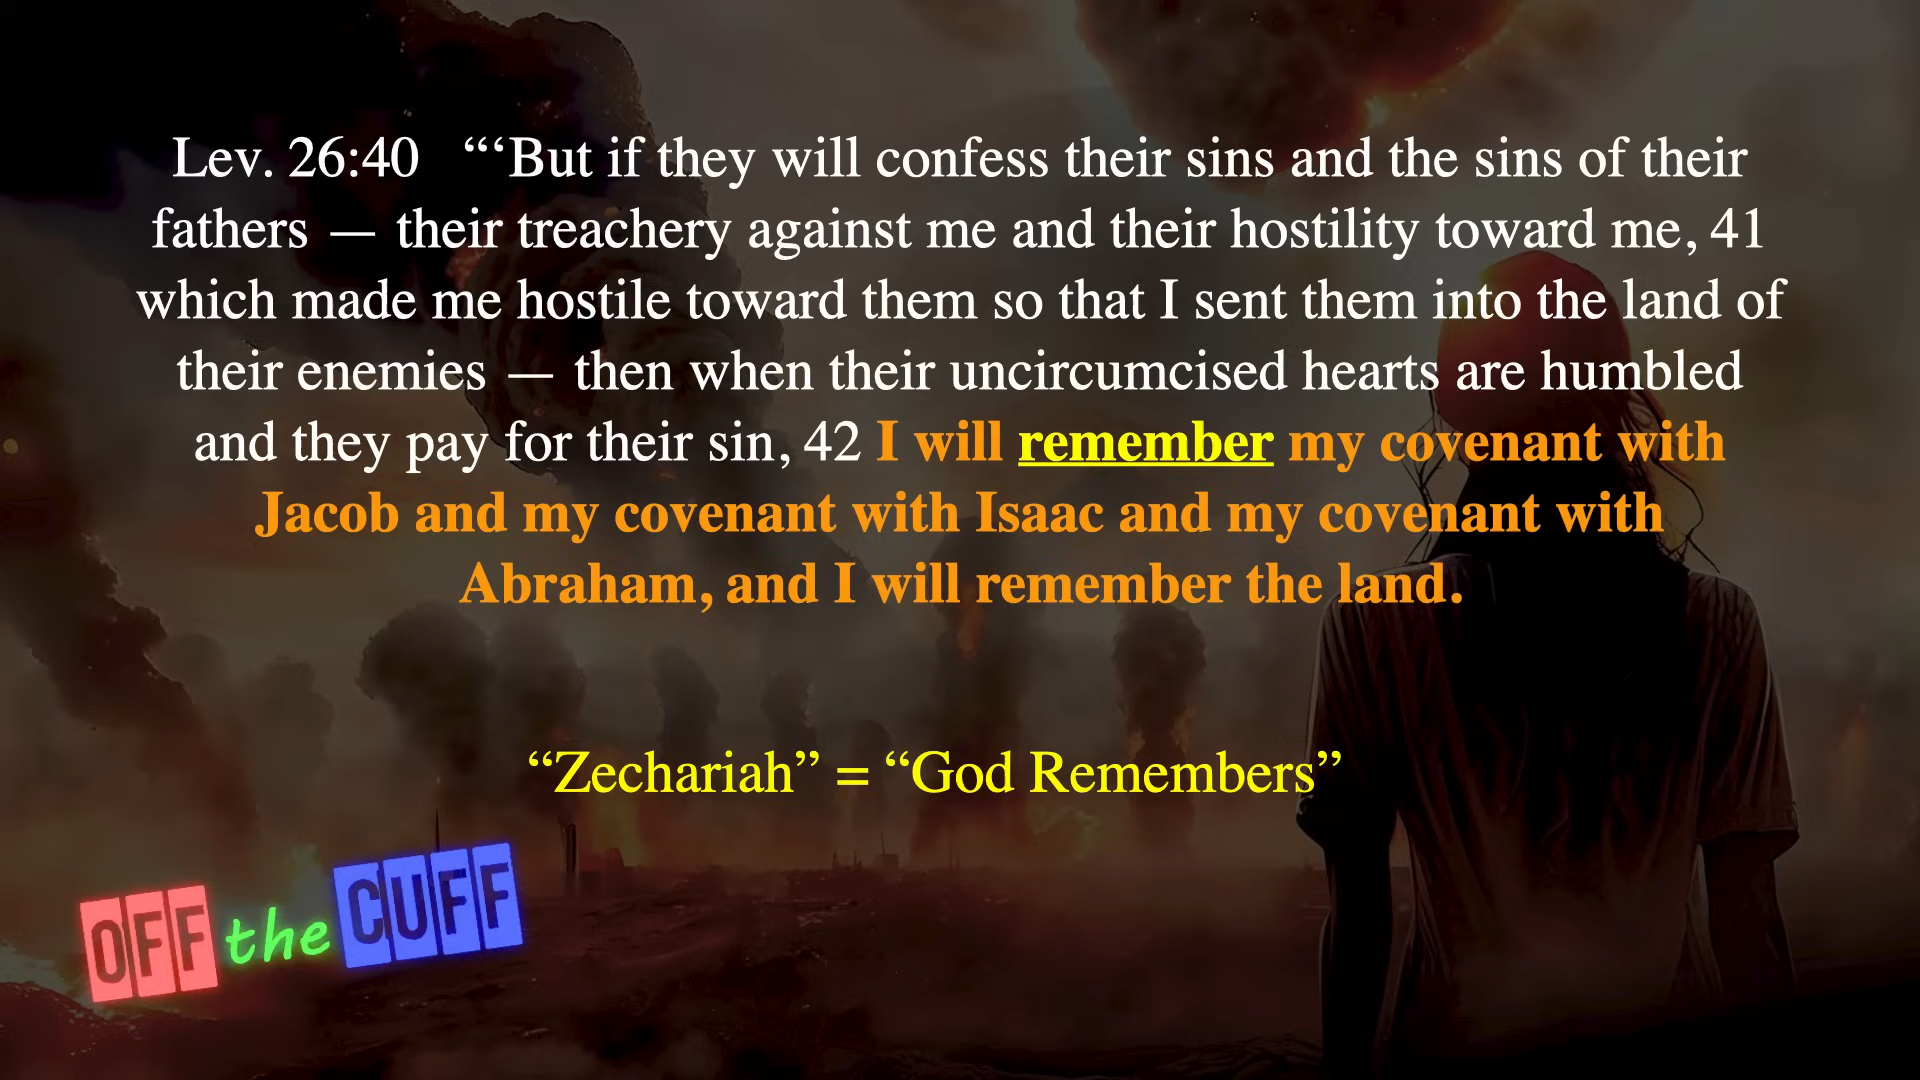 Lev. 26:40   “‘But if they will confess their sins and the sins of their
fathers — their treachery against me and their hostility toward me, 41
which made me hostile toward them so that I sent them into the land of
their enemies — then when their uncircumcised hearts are humbled
and they pay for their sin, 42 I will remember my covenant with
Jacob and my covenant with Isaac and my covenant with
Abraham, and I will remember the land.
“Zechariah” = “God Remembers”
OFF the CUFF